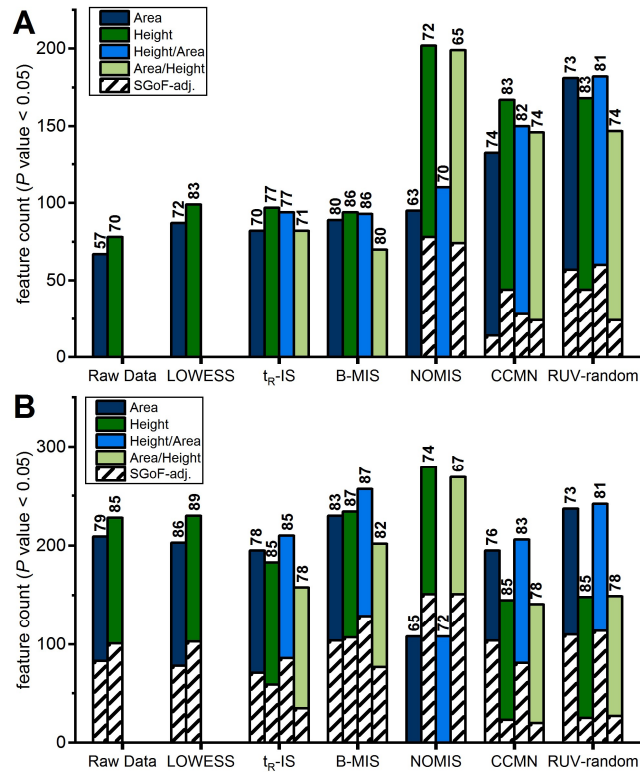 A
Area
Height
Height/Area
Area/Height
SGoF-adj.
feature count (P value < 0.05)
200
150
100
50
0
57 70 72 83 70 77 77 71 80 86 86 80 63 72 70 65 74 83 82 74 73 83 81 74
Raw Data LOWESS tR-IS B-MIS NOMIS CCMN RUV-random
B
Area
Height
Height/Area
Area/Height
SGoF-adj.
feature count (P value < 0.05)
300
200
100
0
79 85 86 89 78 85 85 78 83 87 87 82 65 74 72 67 76 85 83 78 73 85 81 78
Raw Data LOWESS tR-IS B-MIS NOMIS CCMN RUV-random